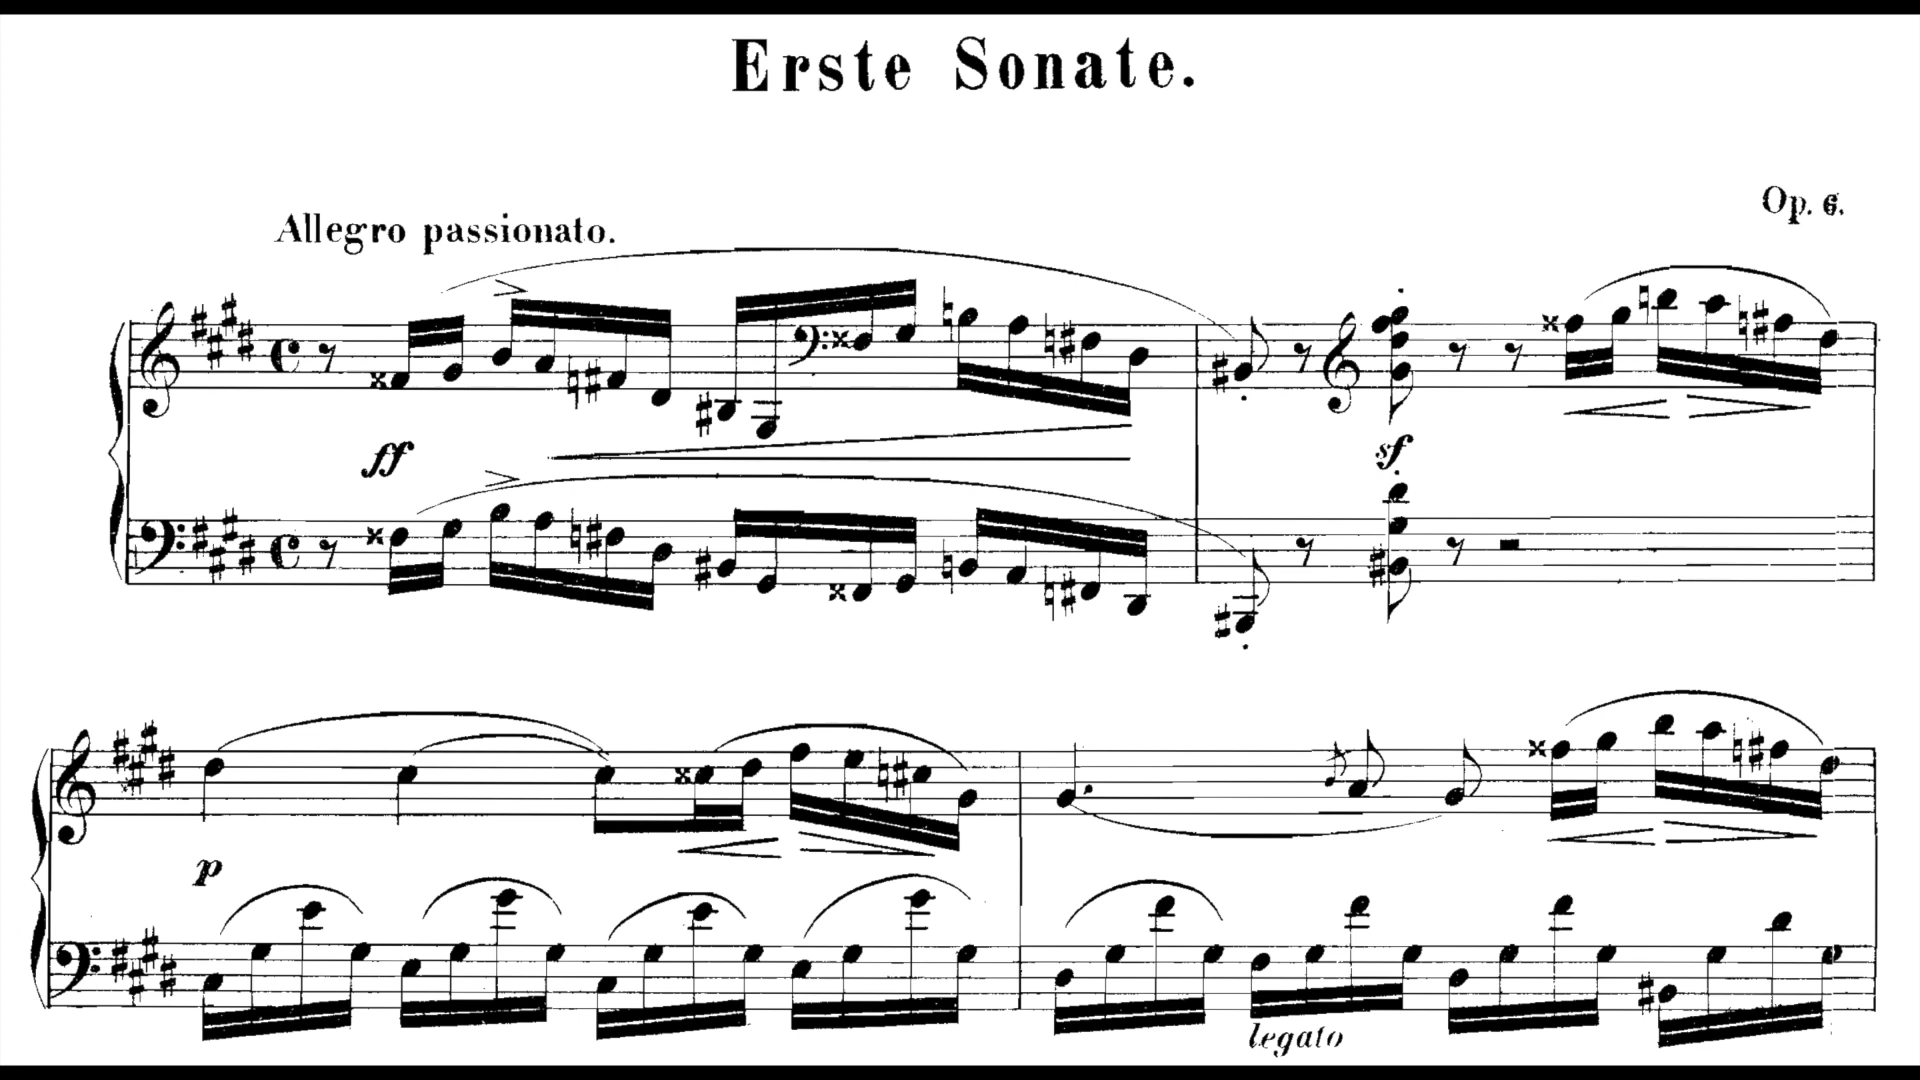 Erste Sonate.
Op. 6.
Allegro passionato.
ff
sf
p
legato